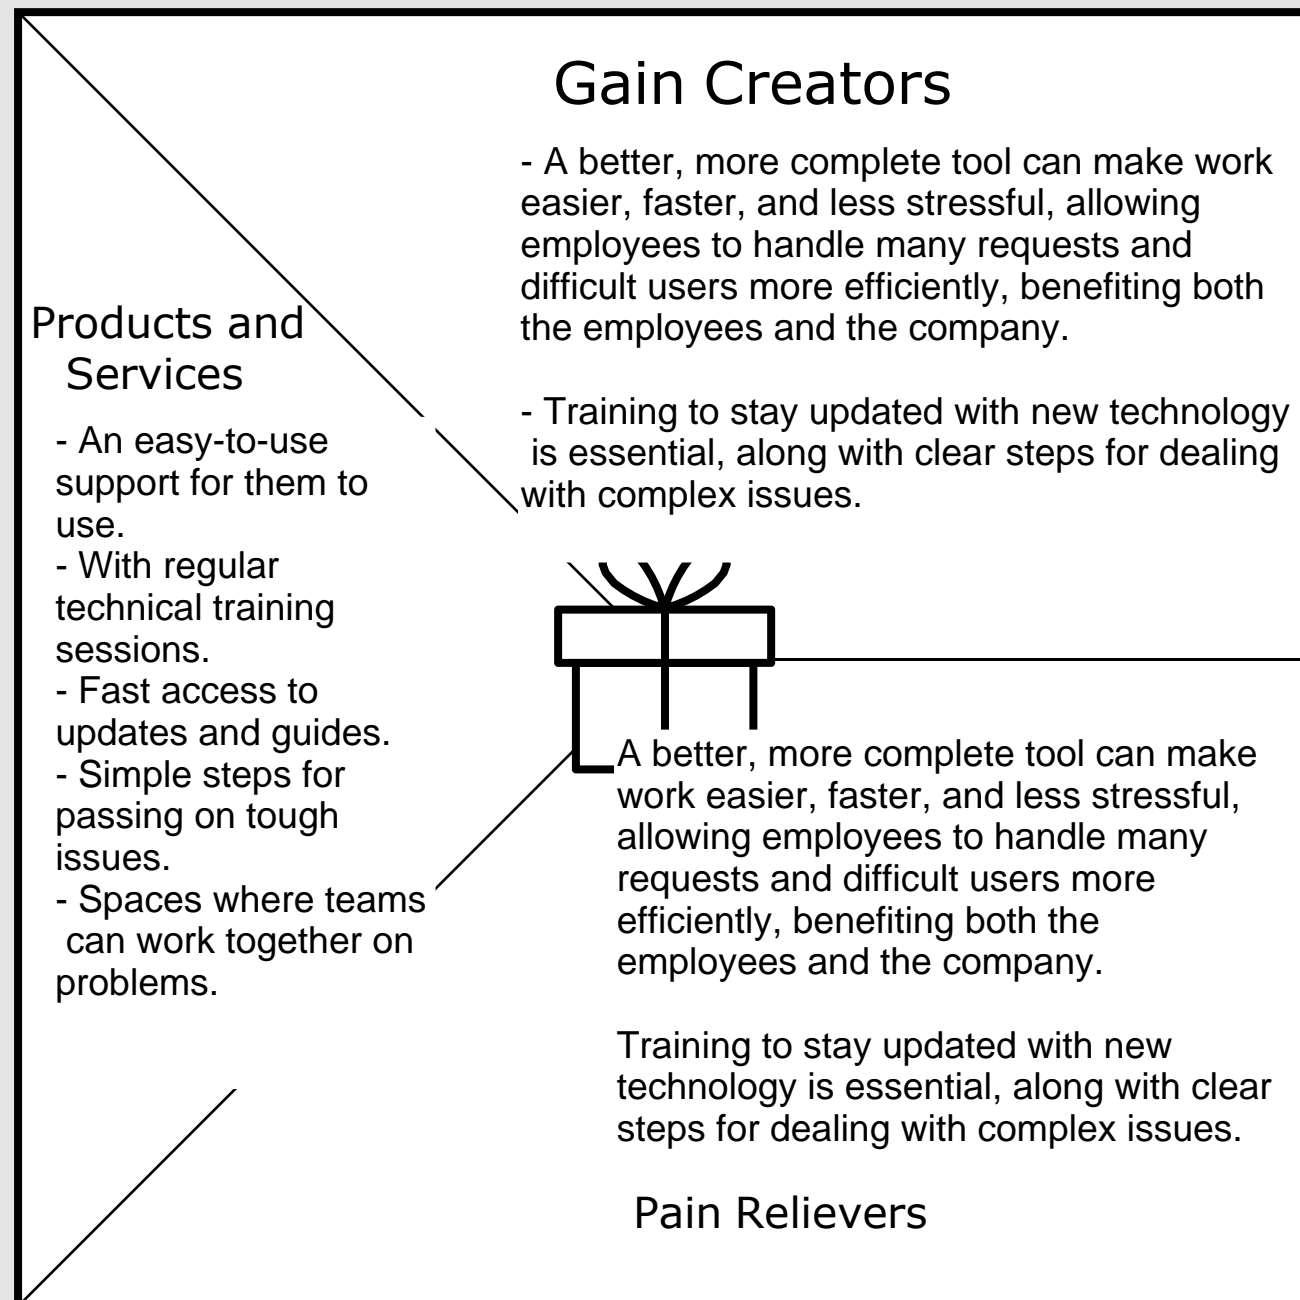 Gain Creators
- A better, more complete tool can make work
easier, faster, and less stressful, allowing
employees to handle many requests and
difficult users more efficiently, benefiting both
the employees and the company.
- Training to stay updated with new technology
is essential, along with clear steps for dealing
with complex issues.
Products and
Services
- An easy-to-use
support for them to
use.
- With regular
technical training
sessions.
- Fast access to
updates and guides.
- Simple steps for
passing on tough
issues.
- Spaces where teams
can work together on
problems.
A better, more complete tool can make
work easier, faster, and less stressful,
allowing employees to handle many
requests and difficult users more
efficiently, benefiting both the
employees and the company.
Training to stay updated with new
technology is essential, along with clear
steps for dealing with complex issues.
Pain Relievers